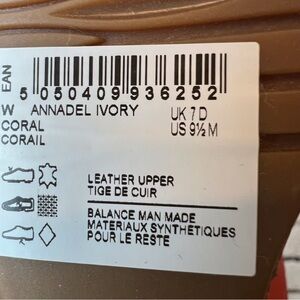 EAN
5 050409 936252
W ANNADEL IVORY UK 7 D
CORAL US 9½ M
CORAIL
LEATHER UPPER
TIGE DE CUIR
BALANCE MAN MADE
MATERIAUX SYNTHÉTIQUES
POUR LE RESTE